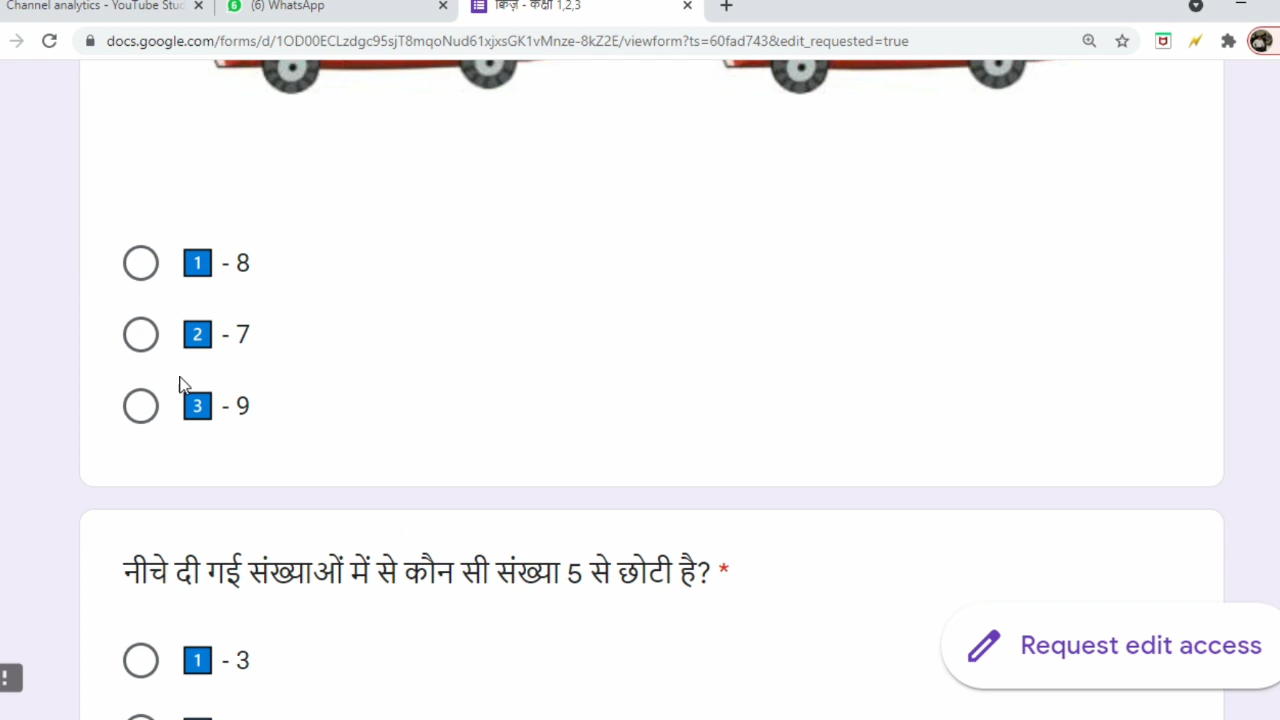 Channel analytics - YouTube Stud
6 (6) WhatsApp
क्विज़ - कक्षा 1,2,3
docs.google.com/forms/d/1OD00ECLzdgc95sjT8mqoNud61xjxsGK1vMnze-8kZ2E/viewform?ts=60fad743&edit_requested=true
1 - 8
2 - 7
3 - 9
नीचे दी गई संख्याओं में से कौन सी संख्या 5 से छोटी है? *
1 - 3
Request edit access